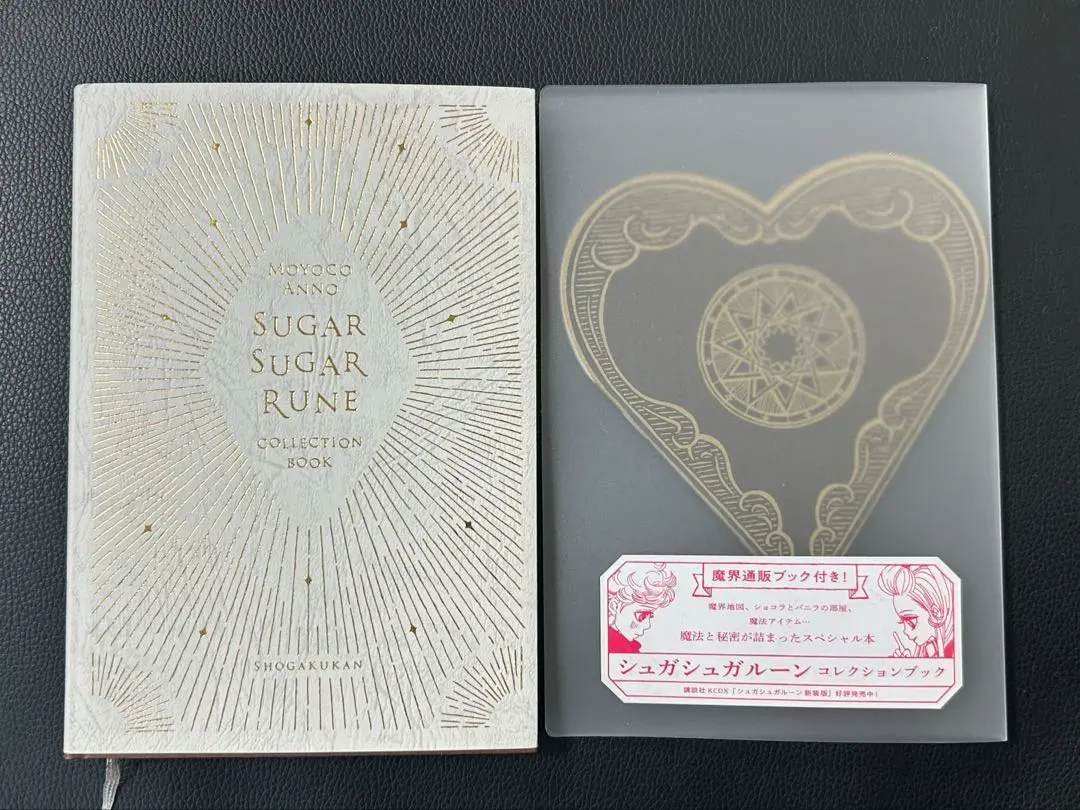 MOYOCO
ANNO
SUGAR
SUGAR
RUNE
COLLECTION
BOOK
SHOGAKUKAN
魔界通販ブック付き!
魔界地図、ショコラとバニラの部屋、
魔法アイテム…
魔法と秘密が詰まったスペシャル本
シュガシュガルーン コレクションブック
講談社KCDX「シュガシュガルーン新装版」好評発売中!